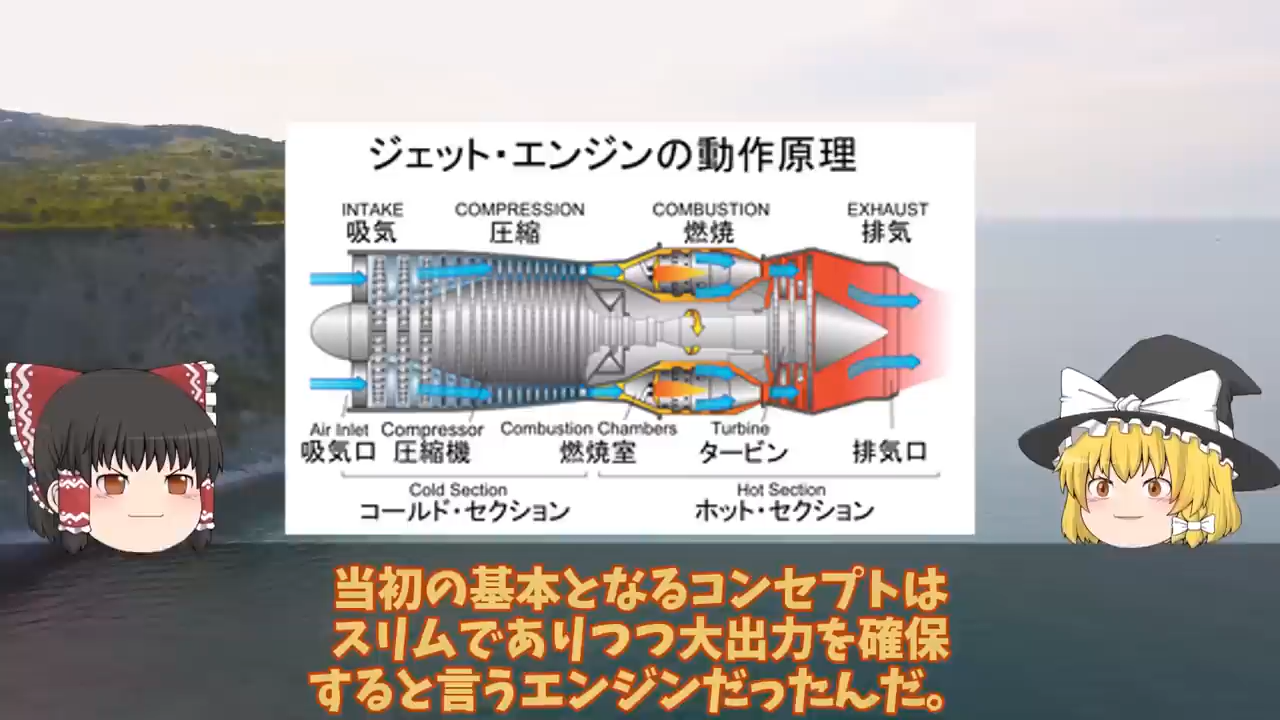 ジェット・エンジンの動作原理
INTAKE COMPRESSION COMBUSTION EXHAUST
吸気 圧縮 燃焼 排気
Air Inlet Compressor Combustion Chambers Turbine
吸気口 圧縮機 燃焼室 タービン 排気口
Cold Section Hot Section
コールド・セクション ホット・セクション
当初の基本となるコンセプトは
スリムでありつつ大出力を確保
すると言うエンジンだったんだ。